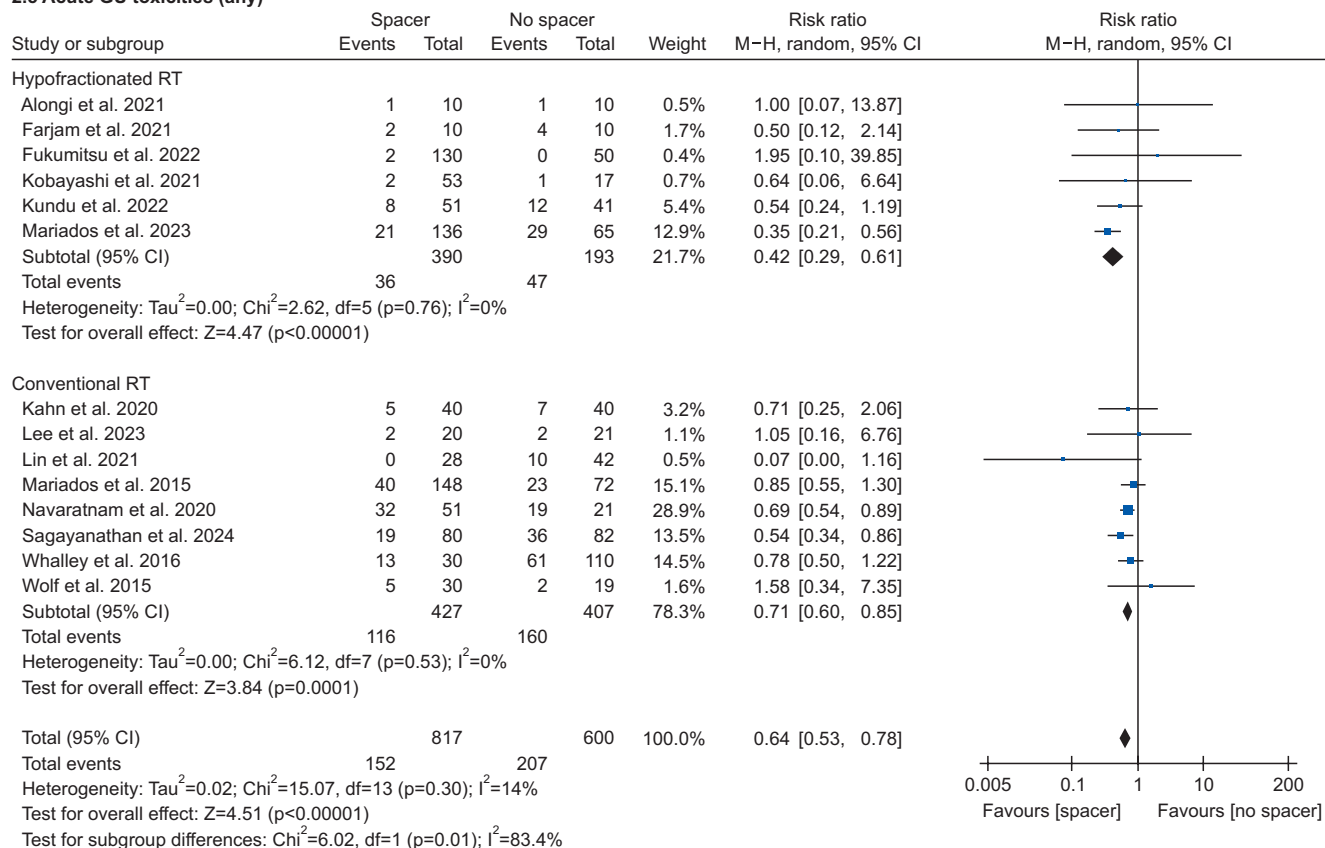 Spacer No spacer Risk ratio Risk ratio
Study or subgroup Events Total Events Total Weight M−H, random, 95% CI M−H, random, 95% CI
Hypofractionated RT
Alongi et al. 2021 1 10 1 10 0.5% 1.00 [0.07, 13.87]
Farjam et al. 2021 2 10 4 10 1.7% 0.50 [0.12, 2.14]
Fukumitsu et al. 2022 2 130 0 50 0.4% 1.95 [0.10, 39.85]
Kobayashi et al. 2021 2 53 1 17 0.7% 0.64 [0.06, 6.64]
Kundu et al. 2022 8 51 12 41 5.4% 0.54 [0.24, 1.19]
Mariados et al. 2023 21 136 29 65 12.9% 0.35 [0.21, 0.56]
Subtotal (95% CI) 390 193 21.7% 0.42 [0.29, 0.61]
Total events 36 47
Heterogeneity: Tau²=0.00; Chi²=2.62, df=5 (p=0.76); I²=0%
Test for overall effect: Z=4.47 (p<0.00001)
Conventional RT
Kahn et al. 2020 5 40 7 40 3.2% 0.71 [0.25, 2.06]
Lee et al. 2023 2 20 2 21 1.1% 1.05 [0.16, 6.76]
Lin et al. 2021 0 28 10 42 0.5% 0.07 [0.00, 1.16]
Mariados et al. 2015 40 148 23 72 15.1% 0.85 [0.55, 1.30]
Navaratnam et al. 2020 32 51 19 21 28.9% 0.69 [0.54, 0.89]
Sagayanathan et al. 2024 19 80 36 82 13.5% 0.54 [0.34, 0.86]
Whalley et al. 2016 13 30 61 110 14.5% 0.78 [0.50, 1.22]
Wolf et al. 2015 5 30 2 19 1.6% 1.58 [0.34, 7.35]
Subtotal (95% CI) 427 407 78.3% 0.71 [0.60, 0.85]
Total events 116 160
Heterogeneity: Tau²=0.00; Chi²=6.12, df=7 (p=0.53); I²=0%
Test for overall effect: Z=3.84 (p=0.0001)
Total (95% CI) 817 600 100.0% 0.64 [0.53, 0.78]
Total events 152 207
Heterogeneity: Tau²=0.02; Chi²=15.07, df=13 (p=0.30); I²=14%
Test for overall effect: Z=4.51 (p<0.00001)
Test for subgroup differences: Chi²=6.02, df=1 (p=0.01); I²=83.4%
0.005 0.1 1 10 200
Favours [spacer] Favours [no spacer]